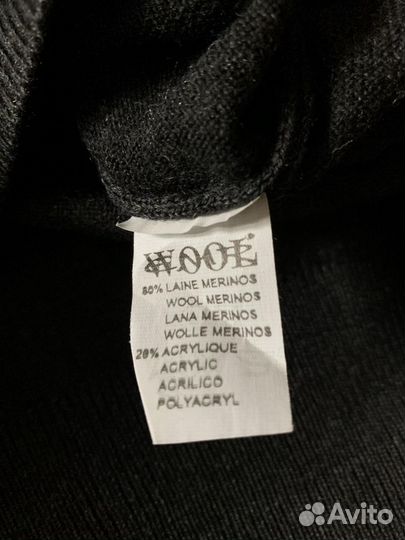 WOOL®
80% LAINE MERINOS
WOOL MERINOS
LANA MERINOS
WOLLE MERINOS
20% ACRYLIQUE
ACRYLIC
ACRILICO
POLYACRYL
Avito